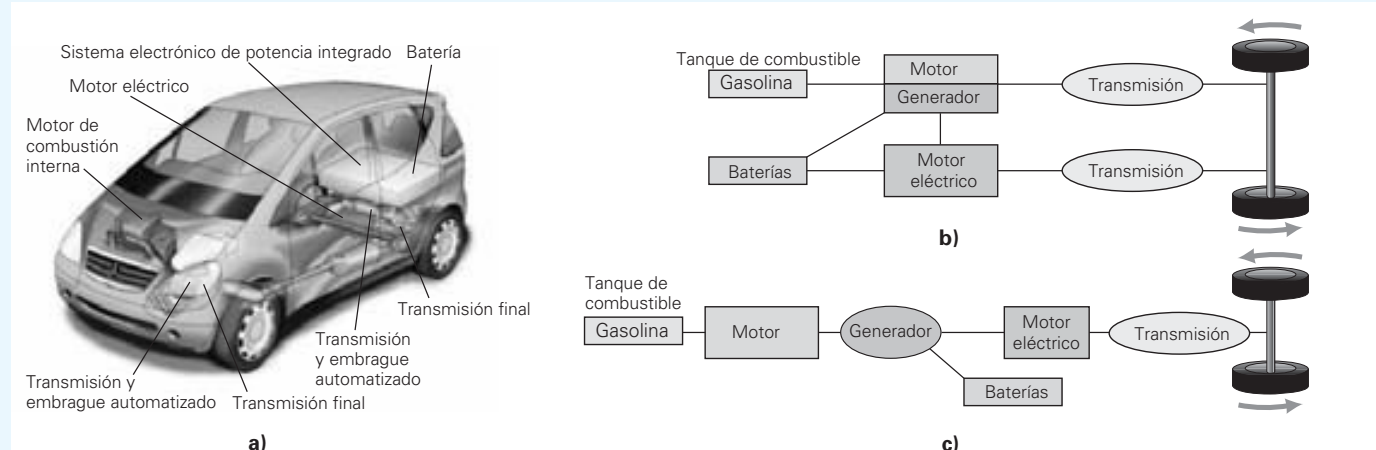 Sistema electrónico de potencia integrado
Batería
Motor eléctrico
Motor de
combustión
interna
Transmisión final
Transmisión
y embrague
automatizado
Transmisión y
embrague automatizado
Transmisión final
a)
Tanque de combustible
Gasolina
Motor
Generador
Transmisión
Baterías
Motor
eléctrico
Transmisión
b)
Tanque de
combustible
Gasolina
Motor
Generador
Motor
eléctrico
Transmisión
Baterías
c)